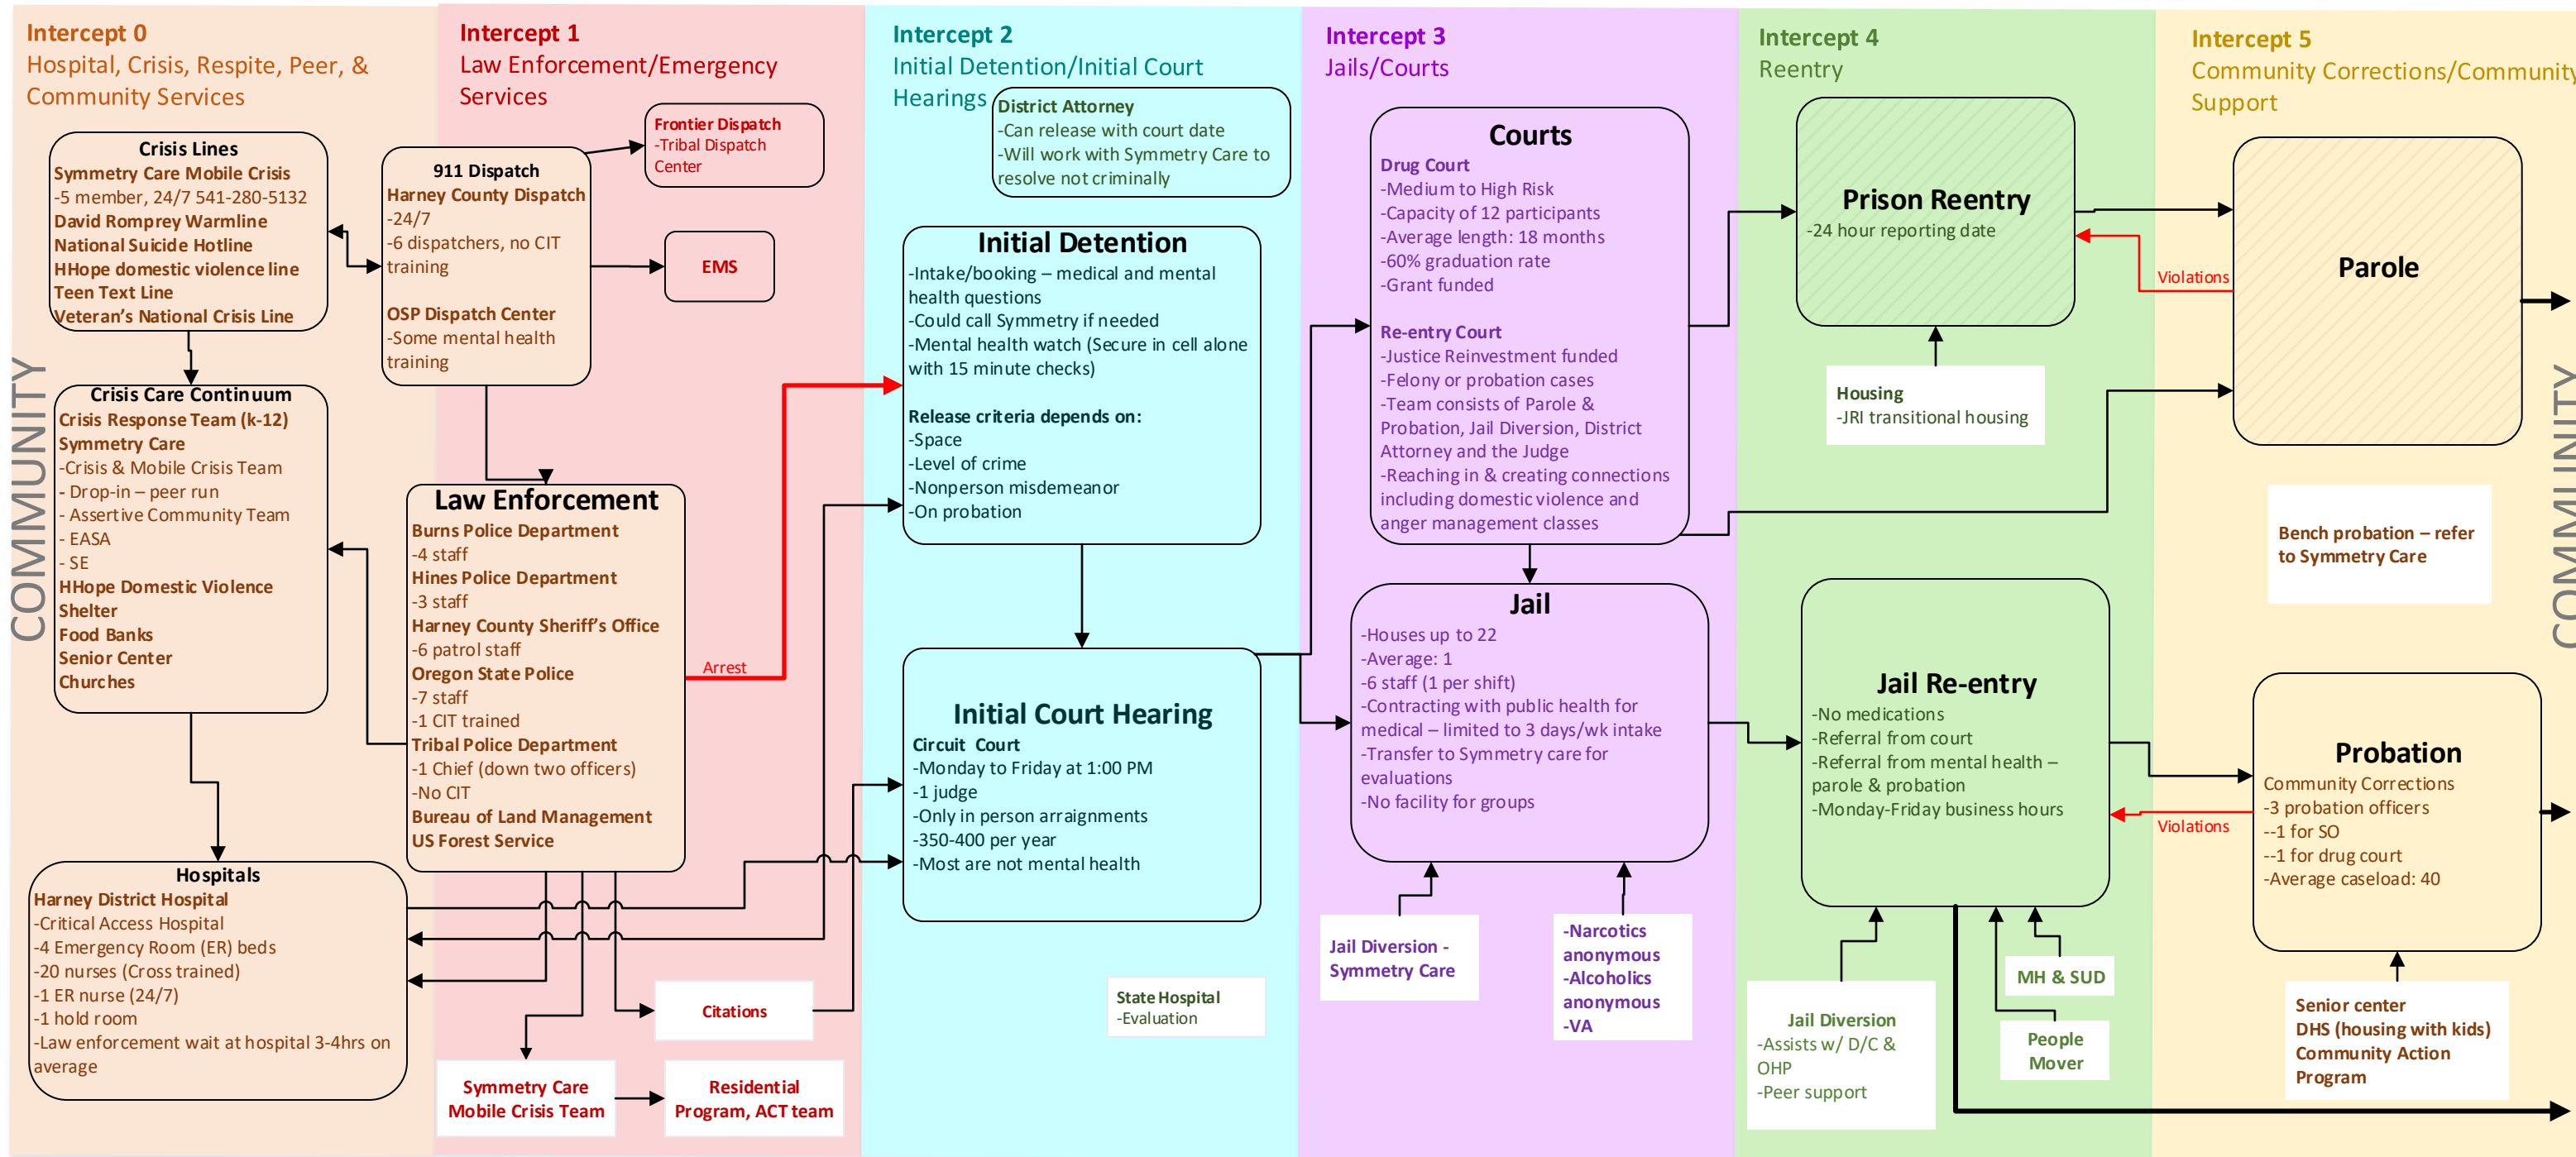 Intercept 0
Hospital, Crisis, Respite, Peer, &
Community Services
COMMUNITY
Crisis Lines
Symmetry Care Mobile Crisis
-5 member, 24/7 541-280-5132
David Romprey Warmline
National Suicide Hotline
HHope domestic violence line
Teen Text Line
Veteran's National Crisis Line
Crisis Care Continuum
Crisis Response Team (k-12)
Symmetry Care
-Crisis & Mobile Crisis Team
- Drop-in – peer run
- Assertive Community Team
- EASA
- SE
HHope Domestic Violence
Shelter
Food Banks
Senior Center
Churches
Hospitals
Harney District Hospital
-Critical Access Hospital
-4 Emergency Room (ER) beds
-20 nurses (Cross trained)
-1 ER nurse (24/7)
-1 hold room
-Law enforcement wait at hospital 3-4hrs on
average
Intercept 1
Law Enforcement/Emergency
Services
911 Dispatch
Harney County Dispatch
-24/7
-6 dispatchers, no CIT
training
OSP Dispatch Center
-Some mental health
training
Frontier Dispatch
-Tribal Dispatch
Center
EMS
Law Enforcement
Burns Police Department
-4 staff
Hines Police Department
-3 staff
Harney County Sheriff's Office
-6 patrol staff
Oregon State Police
-7 staff
-1 CIT trained
Tribal Police Department
-1 Chief (down two officers)
-No CIT
Bureau of Land Management
US Forest Service
Arrest
Citations
Symmetry Care
Mobile Crisis Team
Residential
Program, ACT team
Intercept 2
Initial Detention/Initial Court
Hearings
District Attorney
-Can release with court date
-Will work with Symmetry Care to
resolve not criminally
Initial Detention
-Intake/booking – medical and mental
health questions
-Could call Symmetry if needed
-Mental health watch (Secure in cell alone
with 15 minute checks)
Release criteria depends on:
-Space
-Level of crime
-Nonperson misdemeanor
-On probation
Initial Court Hearing
Circuit Court
-Monday to Friday at 1:00 PM
-1 judge
-Only in person arraignments
-350-400 per year
-Most are not mental health
State Hospital
-Evaluation
Intercept 3
Jails/Courts
Courts
Drug Court
-Medium to High Risk
-Capacity of 12 participants
-Average length: 18 months
-60% graduation rate
-Grant funded
Re-entry Court
-Justice Reinvestment funded
-Felony or probation cases
-Team consists of Parole &
Probation, Jail Diversion, District
Attorney and the Judge
-Reaching in & creating connections
including domestic violence and
anger management classes
Jail
-Houses up to 22
-Average: 1
-6 staff (1 per shift)
-Contracting with public health for
medical – limited to 3 days/wk intake
-Transfer to Symmetry care for
evaluations
-No facility for groups
Jail Diversion -
Symmetry Care
-Narcotics
anonymous
-Alcoholics
anonymous
-VA
Intercept 4
Reentry
Prison Reentry
-24 hour reporting date
Housing
-JRI transitional housing
Jail Re-entry
-No medications
-Referral from court
-Referral from mental health –
parole & probation
-Monday-Friday business hours
Jail Diversion
-Assists w/ D/C &
OHP
-Peer support
MH & SUD
People
Mover
Intercept 5
Community Corrections/Community
Support
Parole
Violations
Bench probation – refer
to Symmetry Care
Probation
Community Corrections
-3 probation officers
--1 for SO
--1 for drug court
-Average caseload: 40
Violations
Senior center
DHS (housing with kids)
Community Action
Program
COMMUNITY